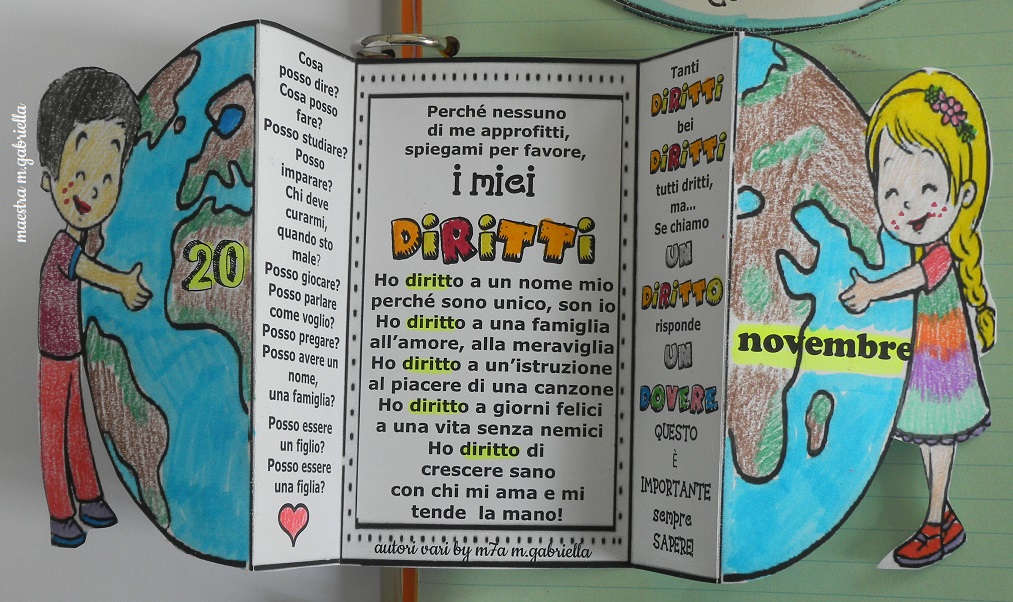 maestra m.gabriella
20
Cosa
posso dire?
Cosa posso
fare?
Posso studiare?
Posso
imparare?
Chi deve
curarmi,
quando sto
male?
Posso giocare?
Posso parlare
come voglio?
Posso pregare?
Posso avere un
nome,
una famiglia?
Posso essere
un figlio?
Posso essere
una figlia?
Perché nessuno
di me approfitti,
spiegami per favore,
i miei
DiRiTTi
Ho diritto a un nome mio
perché sono unico, son io
Ho diritto a una famiglia
all'amore, alla meraviglia
Ho diritto a un'istruzione
al piacere di una canzone
Ho diritto a giorni felici
a una vita senza nemici
Ho diritto di
crescere sano
con chi mi ama e mi
tende la mano!
autori vari by m7a m.gabriella
Tanti
DiRiTTi
bei
DiRiTTi
tutti dritti,
ma...
Se chiamo
UN
DiRiTTO
risponde
UN
DOVERE
QUESTO
È
IMPORTANTE
sempre
SAPERE!
novembre